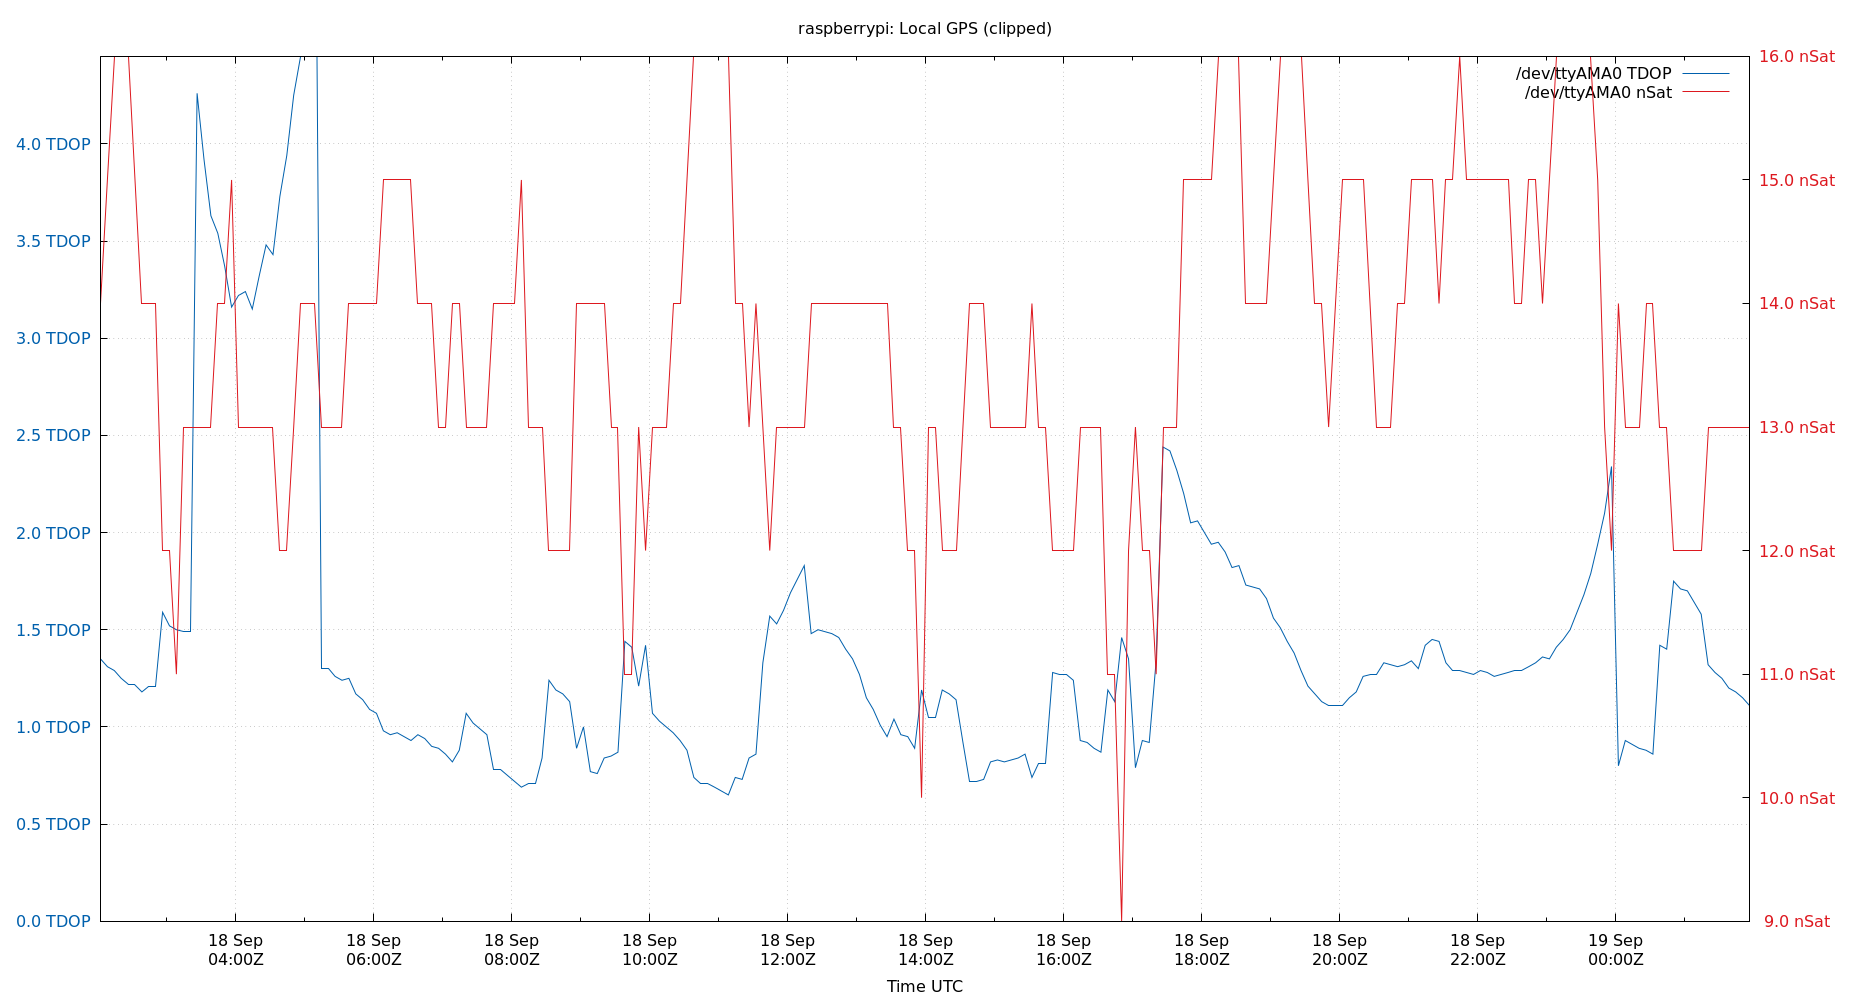 raspberrypi: Local GPS (clipped)
16.0 nSat
/dev/ttyAMA0 TDOP
/dev/ttyAMA0 nSat
4.0 TDOP
15.0 nSat
3.5 TDOP
14.0 nSat
3.0 TDOP
13.0 nSat
2.5 TDOP
2.0 TDOP
12.0 nSat
1.5 TDOP
11.0 nSat
1.0 TDOP
10.0 nSat
0.5 TDOP
0.0 TDOP
9.0 nSat
18 Sep 18 Sep 18 Sep 18 Sep 18 Sep 18 Sep 18 Sep 18 Sep 18 Sep 18 Sep 19 Sep
04:00Z 06:00Z 08:00Z 10:00Z 12:00Z 14:00Z 16:00Z 18:00Z 20:00Z 22:00Z 00:00Z
Time UTC